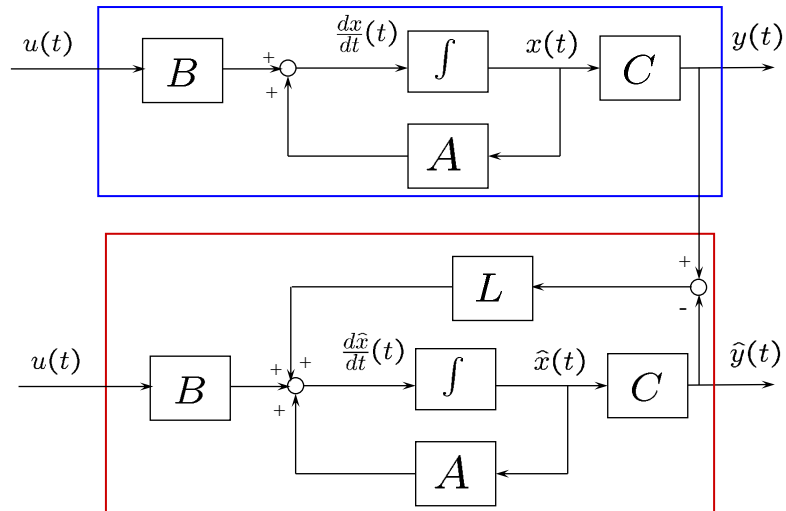 u(t) B + + dx/dt (t) ∫ x(t) C y(t)
A
+
L
-
u(t) B + + + dx̂/dt (t) ∫ x̂(t) C ŷ(t)
A